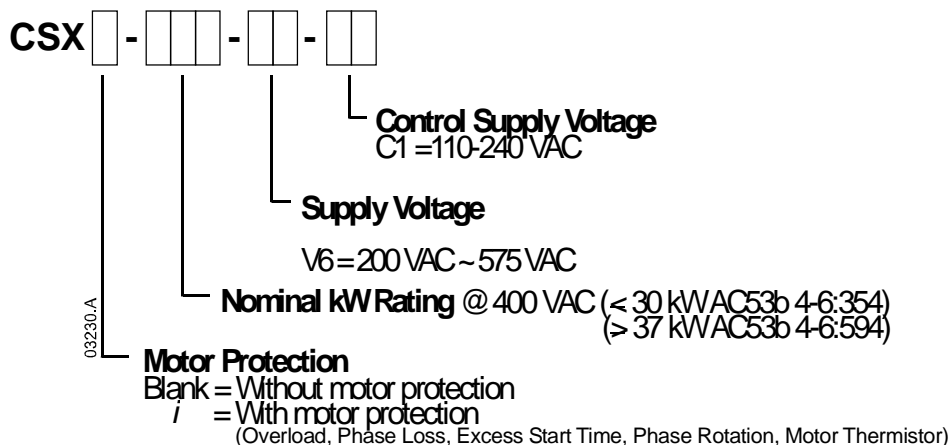 CSX - - -
Control Supply Voltage
C1 =110-240 VAC
Supply Voltage
V6 = 200 VAC ~ 575 VAC
Nominal kW Rating @ 400 VAC (< 30 kW AC53b 4-6:354)
(> 37 kW AC53b 4-6:594)
03230.A
Motor Protection
Blank = Without motor protection
i = With motor protection
(Overload, Phase Loss, Excess Start Time, Phase Rotation, Motor Thermistor)